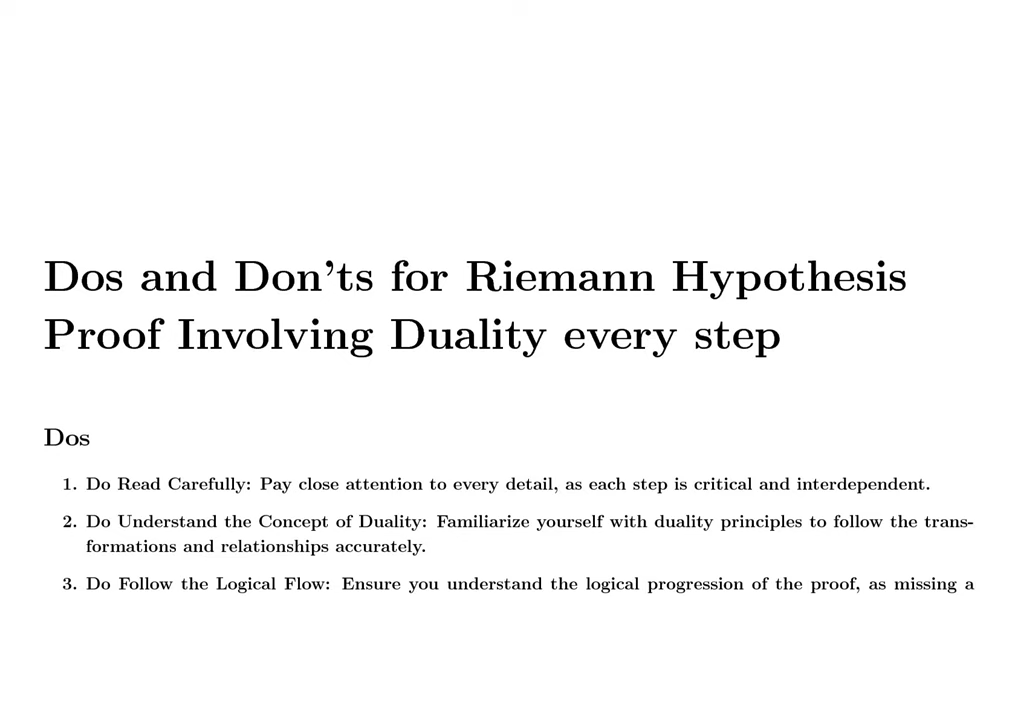 Dos and Don'ts for Riemann Hypothesis
Proof Involving Duality every step
Dos
1. Do Read Carefully: Pay close attention to every detail, as each step is critical and interdependent.
2. Do Understand the Concept of Duality: Familiarize yourself with duality principles to follow the trans-
formations and relationships accurately.
3. Do Follow the Logical Flow: Ensure you understand the logical progression of the proof, as missing a